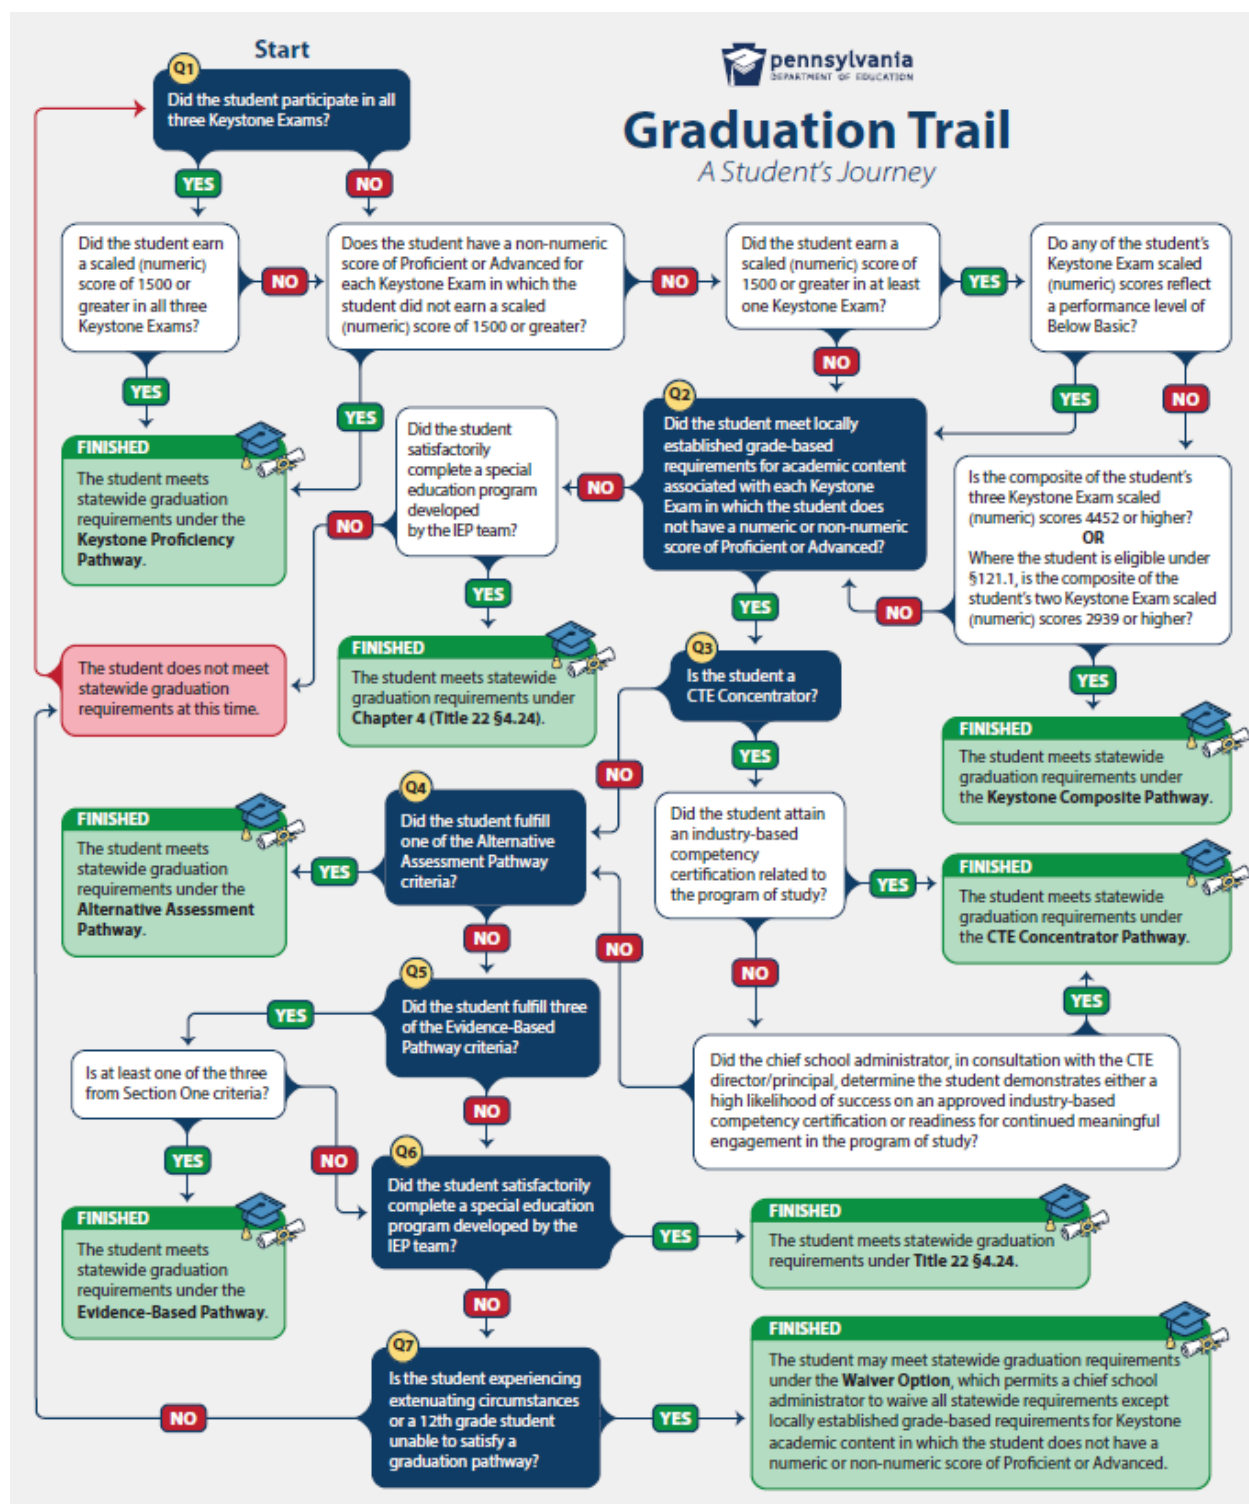 Start
pennsylvania
DEPARTMENT OF EDUCATION
Graduation Trail
A Student's Journey
Q1
Did the student participate in all
three Keystone Exams?
YES
NO
Did the student earn
a scaled (numeric)
score of 1500 or
greater in all three
Keystone Exams?
NO
Does the student have a non-numeric
score of Proficient or Advanced for
each Keystone Exam in which the
student did not earn a scaled
(numeric) score of 1500 or greater?
NO
Did the student earn a
scaled (numeric) score of
1500 or greater in at least
one Keystone Exam?
YES
Do any of the student's
Keystone Exam scaled
(numeric) scores reflect
a performance level of
Below Basic?
YES
YES
NO
YES
NO
FINISHED
The student meets
statewide graduation
requirements under the
Keystone Proficiency
Pathway.
Did the student
satisfactorily
complete a special
education program
developed
by the IEP team?
NO
Q2
Did the student meet locally
established grade-based
requirements for academic content
associated with each Keystone
Exam in which the student does
not have a numeric or non-numeric
score of Proficient or Advanced?
NO
Is the composite of the student's
three Keystone Exam scaled
(numeric) scores 4452 or higher?
OR
Where the student is eligible under
§121.1, is the composite of the
student's two Keystone Exam scaled
(numeric) scores 2939 or higher?
NO
YES
YES
YES
The student does not meet
statewide graduation
requirements at this time.
FINISHED
The student meets statewide
graduation requirements under
Chapter 4 (Title 22 §4.24).
Q3
Is the student a
CTE Concentrator?
NO
YES
FINISHED
The student meets statewide
graduation requirements under
the Keystone Composite Pathway.
FINISHED
The student meets
statewide graduation
requirements under the
Alternative Assessment
Pathway.
YES
Q4
Did the student fulfill
one of the Alternative
Assessment Pathway
criteria?
Did the student attain
an industry-based
competency
certification related to
the program of study?
YES
FINISHED
The student meets statewide
graduation requirements under
the CTE Concentrator Pathway.
NO
NO
NO
YES
YES
Q5
Did the student fulfill three
of the Evidence-Based
Pathway criteria?
Is at least one of the three
from Section One criteria?
Did the chief school administrator, in consultation with the CTE
director/principal, determine the student demonstrates either a
high likelihood of success on an approved industry-based
competency certification or readiness for continued meaningful
engagement in the program of study?
NO
YES
NO
Q6
Did the student satisfactorily
complete a special education
program developed by the
IEP team?
YES
FINISHED
The student meets
statewide graduation
requirements under the
Evidence-Based Pathway.
FINISHED
The student meets statewide graduation
requirements under Title 22 §4.24.
NO
Q7
Is the student experiencing
extenuating circumstances
or a 12th grade student
unable to satisfy a
graduation pathway?
NO
YES
FINISHED
The student may meet statewide graduation requirements
under the Waiver Option, which permits a chief school
administrator to waive all statewide requirements except
locally established grade-based requirements for Keystone
academic content in which the student does not have a
numeric or non-numeric score of Proficient or Advanced.